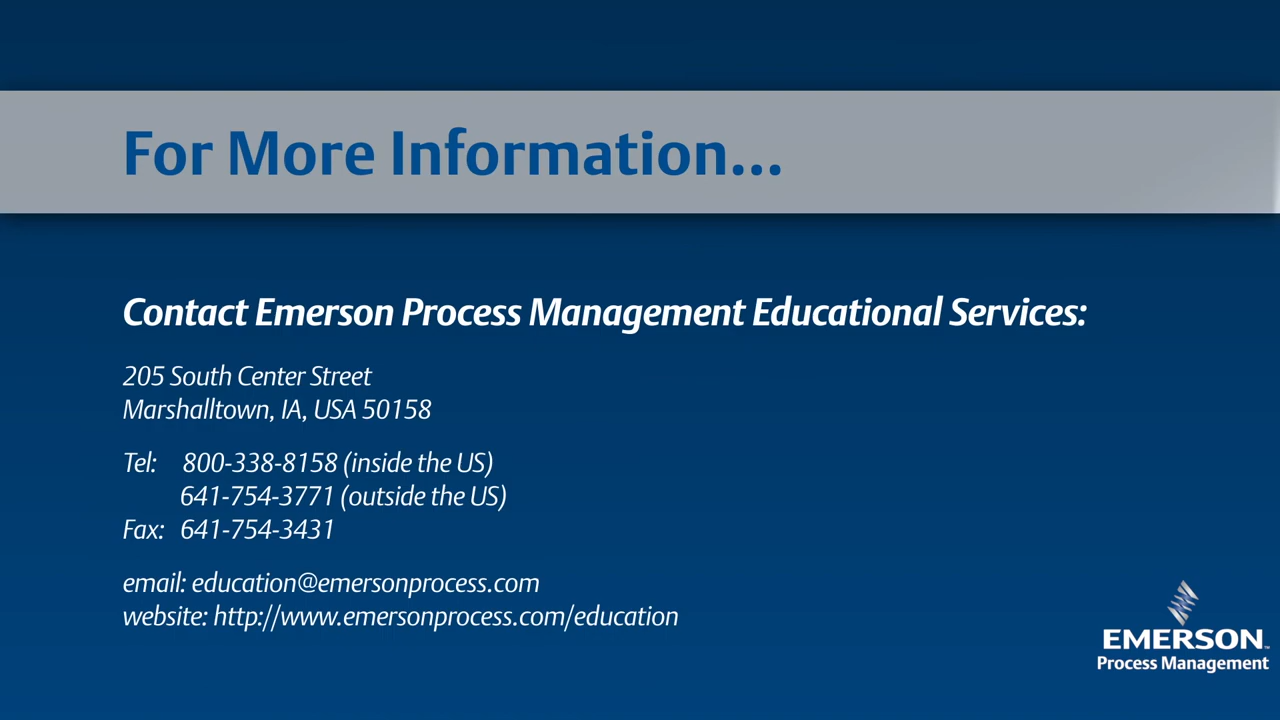 For More Information...
Contact Emerson Process Management Educational Services:
205 South Center Street
Marshalltown, IA, USA 50158
Tel: 800-338-8158 (inside the US)
641-754-3771 (outside the US)
Fax: 641-754-3431
email: education@emersonprocess.com
website: http://www.emersonprocess.com/education
EMERSON™
Process Management